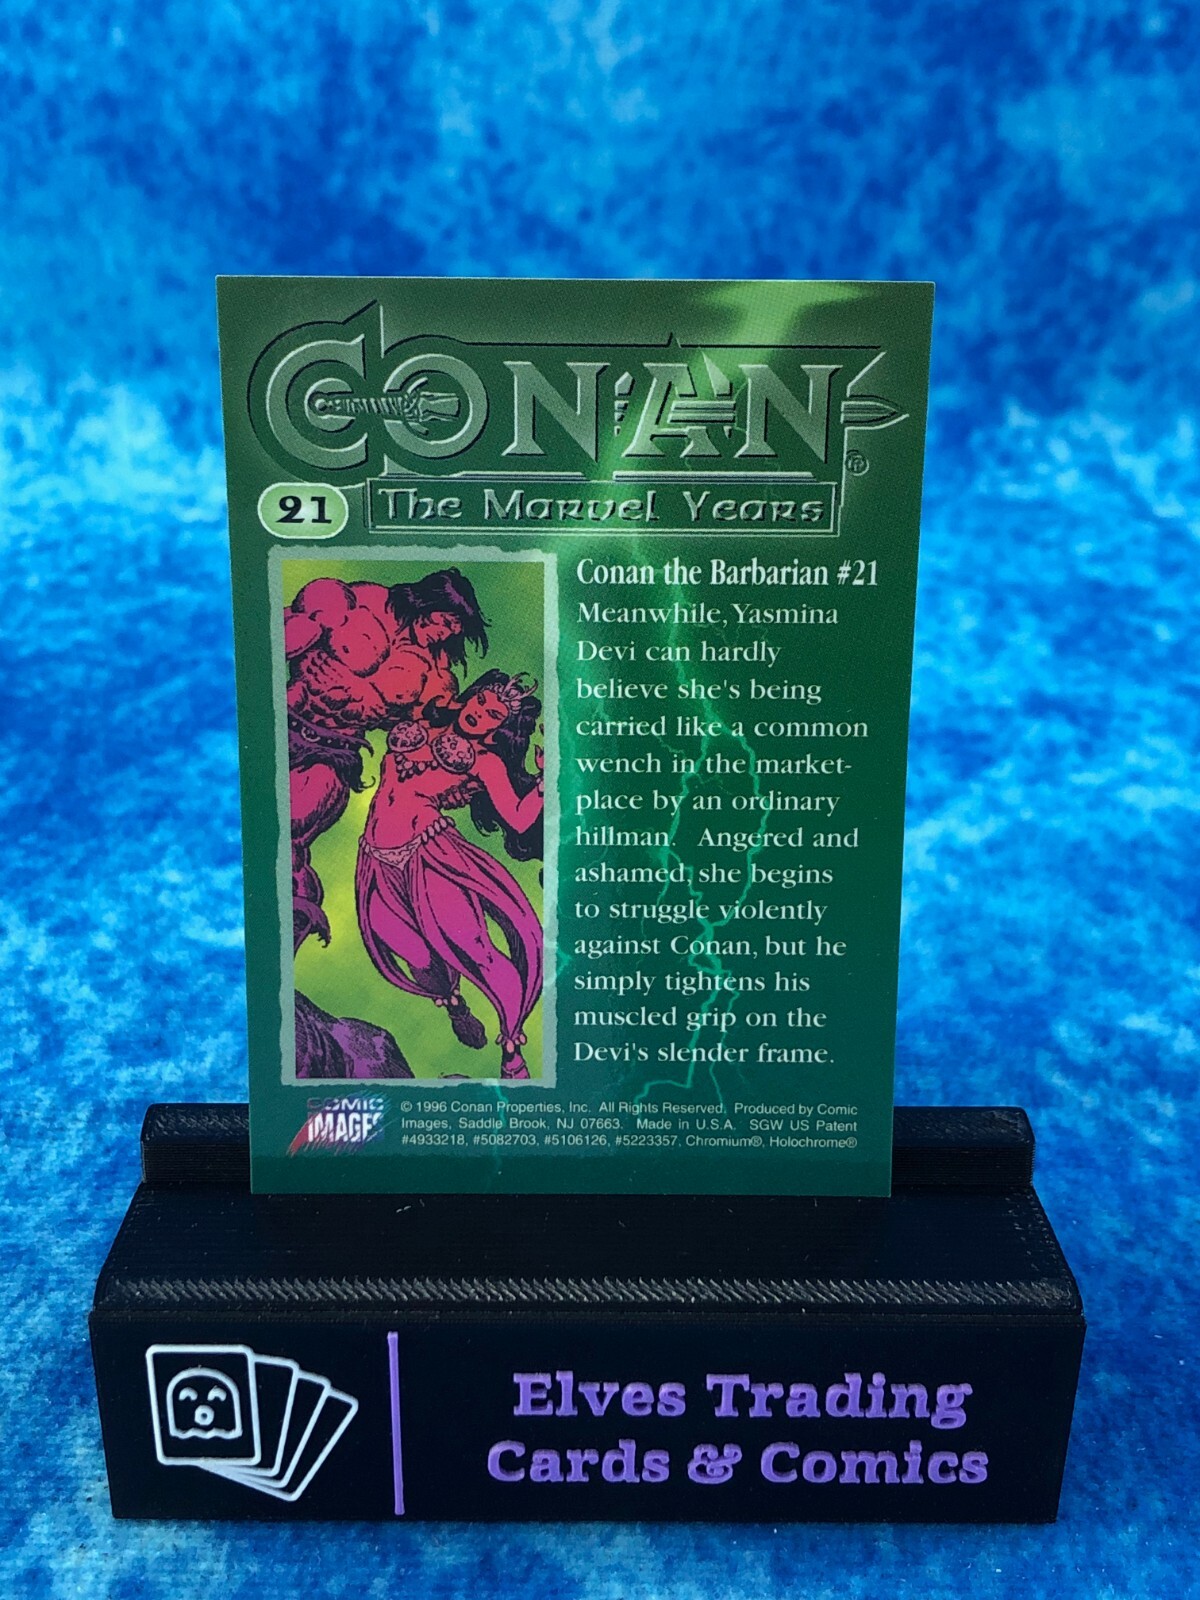 CONAN®
21
The Marvel Years
Conan the Barbarian #21
Meanwhile, Yasmina
Devi can hardly
believe she's being
carried like a common
wench in the market-
place by an ordinary
hillman. Angered and
ashamed, she begins
to struggle violently
against Conan, but he
simply tightens his
muscled grip on the
Devi's slender frame.
COMIC
IMAGES
© 1996 Conan Properties, Inc. All Rights Reserved. Produced by Comic
Images, Saddle Brook, NJ 07663. Made in U.S.A. SGW US Patent
#4933218, #5082703, #5106126, #5223357, Chromium®, Holochrome®
Elves Trading
Cards & Comics